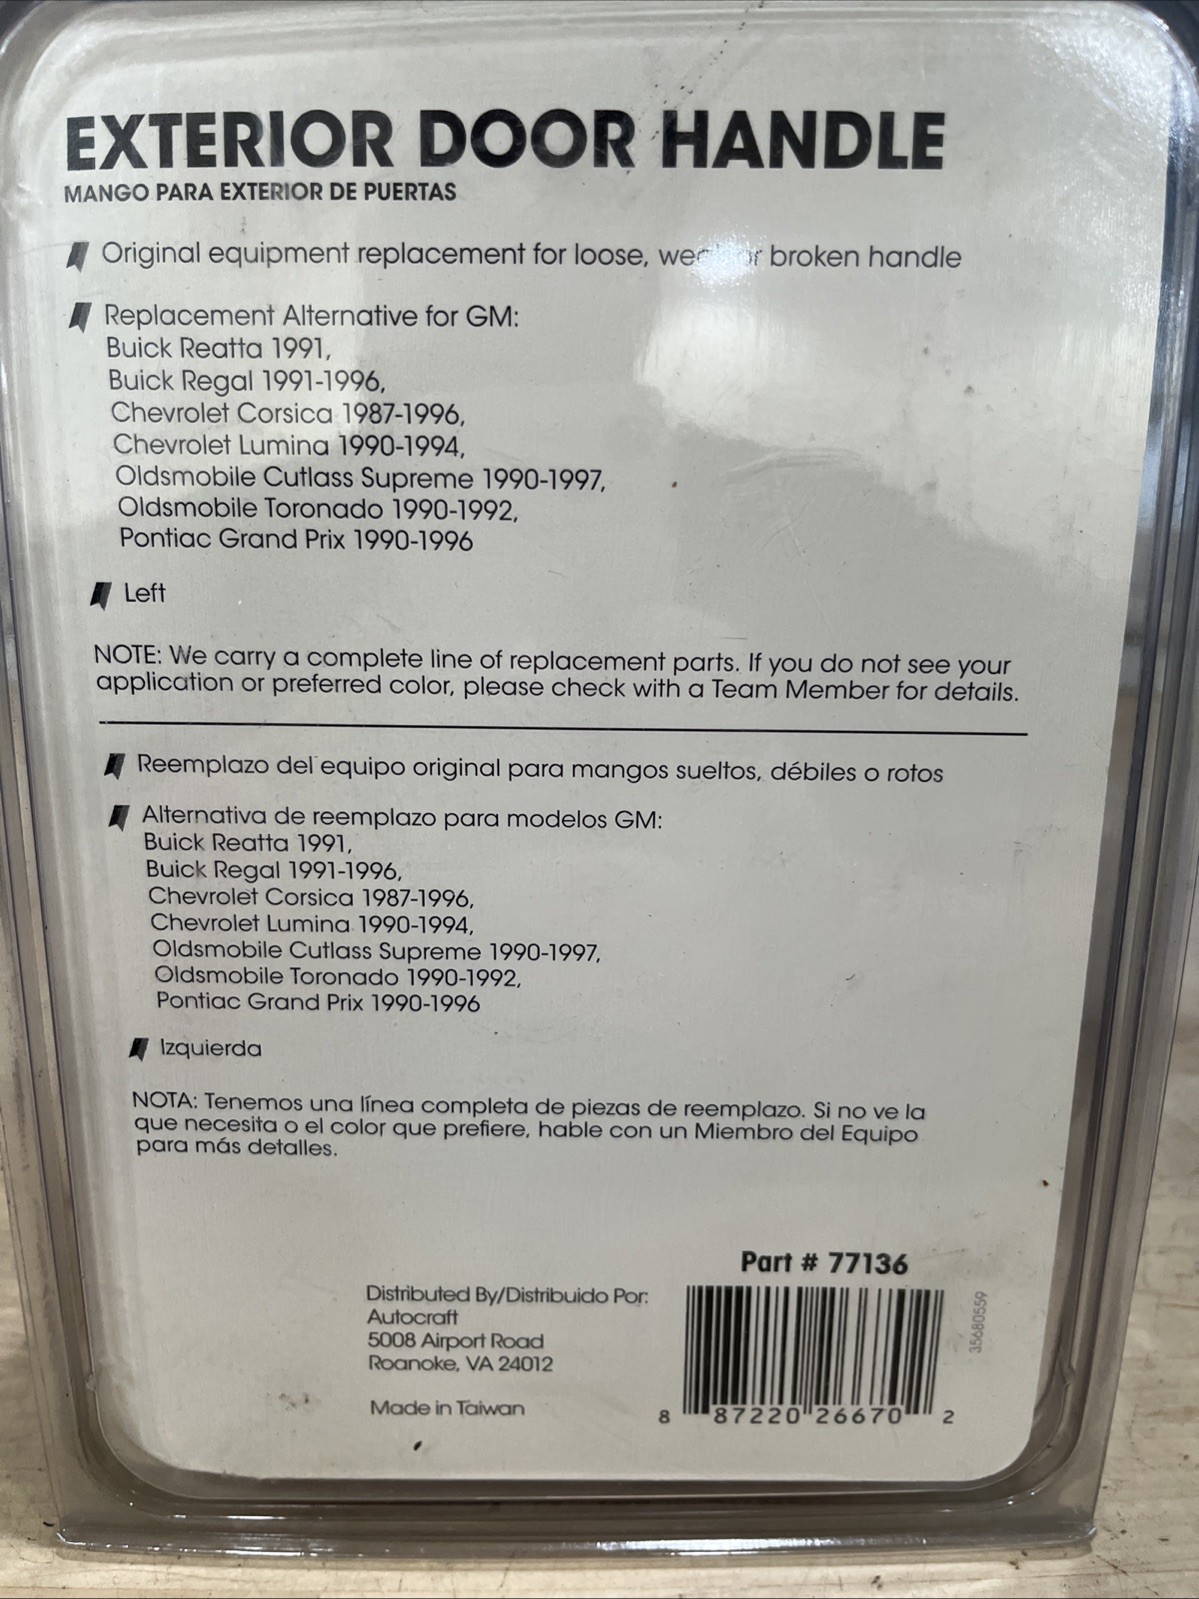 EXTERIOR DOOR HANDLE
MANGO PARA EXTERIOR DE PUERTAS
Original equipment replacement for loose, broken handle
Replacement Alternative for GM:
Buick Reatta 1991,
Buick Regal 1991-1996,
Chevrolet Corsica 1987-1996,
Chevrolet Lumina 1990-1994,
Oldsmobile Cutlass Supreme 1990-1997,
Oldsmobile Toronado 1990-1992,
Pontiac Grand Prix 1990-1996
Left
NOTE: We carry a complete line of replacement parts. If you do not see your
application or preferred color, please check with a Team Member for details.
Reemplazo del equipo original para mangos sueltos, débiles o rotos
Alternativa de reemplazo para modelos GM:
Buick Reatta 1991,
Buick Regal 1991-1996,
Chevrolet Corsica 1987-1996,
Chevrolet Lumina 1990-1994,
Oldsmobile Cutlass Supreme 1990-1997,
Oldsmobile Toronado 1990-1992,
Pontiac Grand Prix 1990-1996
Izquierda
NOTA: Tenemos una línea completa de piezas de reemplazo. Si no ve la
que necesita o el color que prefiere, hable con un Miembro del Equipo
para más detalles.
Distributed By/Distribuido Por:
Autocraft
5008 Airport Road
Roanoke, VA 24012
Made in Taiwan
Part # 77136
8 87220 26670 2
35680559